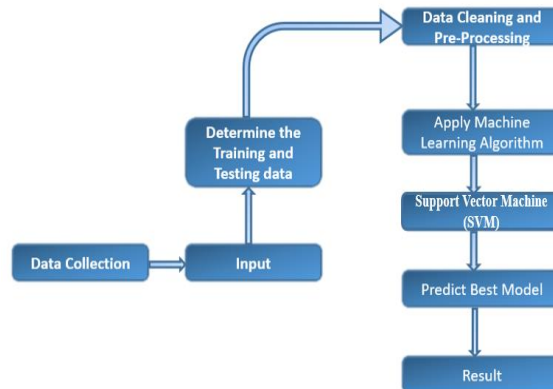 Data Collection
Input
Determine the
Training and
Testing data
Data Cleaning and
Pre-Processing
Apply Machine
Learning Algorithm
Support Vector Machine
(SVM)
Predict Best Model
Result